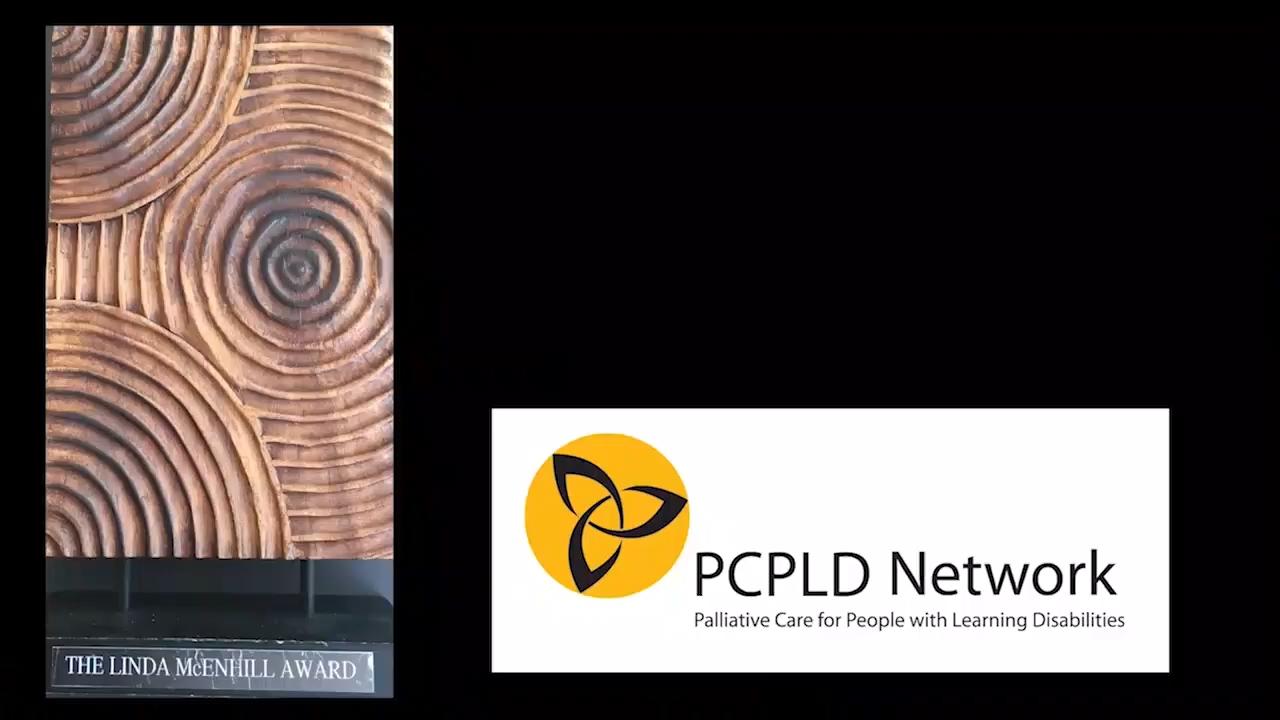 THE LINDA McENHILL AWARD
PCPLD Network
Palliative Care for People with Learning Disabilities